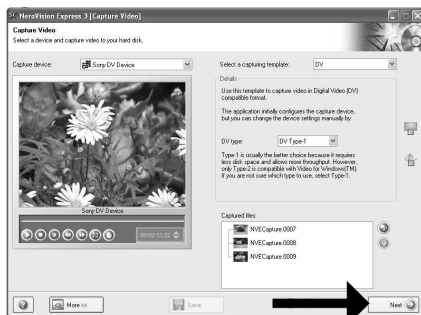 NeroVision Express 3 [Capture Video]
Capture Video
Select a device and capture video to your hard disk.
Capture device:
Sony DV Device
Select a capturing template:
DV
Details
Use this template to capture video in Digital Video (DV)
compatible format.
The application initially configures the capture device,
but you can change the device settings manually by
DV type:
DV Type-1
Type-1 is usually the better choice because it requires
less disk space and allows more throughput. However,
only Type-2 is compatible with Video for Windows(TM).
If you are not sure which type to use, select Type-1.
Sony DV Device
00:02:53.22
Captured files:
NVECapture.0007
NVECapture.0008
NVECapture.0009
More >>
Save
Next